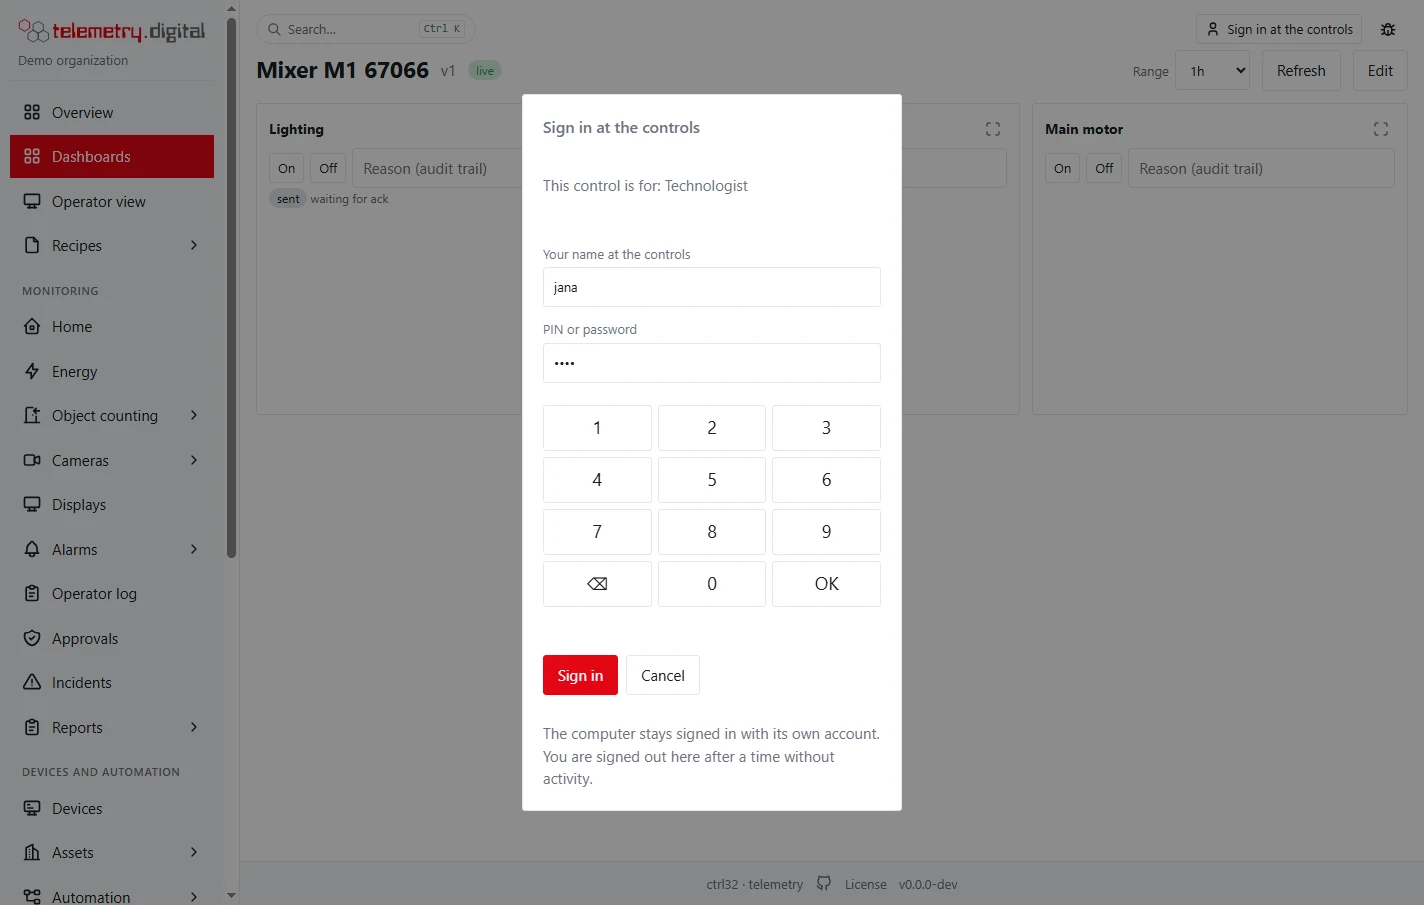 telemetry.digital
Demo organization
Overview
Dashboards
Operator view
Recipes
MONITORING
Home
Energy
Object counting
Cameras
Displays
Alarms
Operator log
Approvals
Incidents
Reports
DEVICES AND AUTOMATION
Devices
Assets
Automation
Search... Ctrl K
Sign in at the controls
Mixer M1 67066 v1 live
Range 1h Refresh Edit
Lighting
On Off Reason (audit trail)
sent waiting for ack
Main motor
On Off Reason (audit trail)
Sign in at the controls
This control is for: Technologist
Your name at the controls
jana
PIN or password
••••
1 2 3
4 5 6
7 8 9
⌫ 0 OK
Sign in Cancel
The computer stays signed in with its own account.
You are signed out here after a time without
activity.
ctrl32 · telemetry License v0.0.0-dev